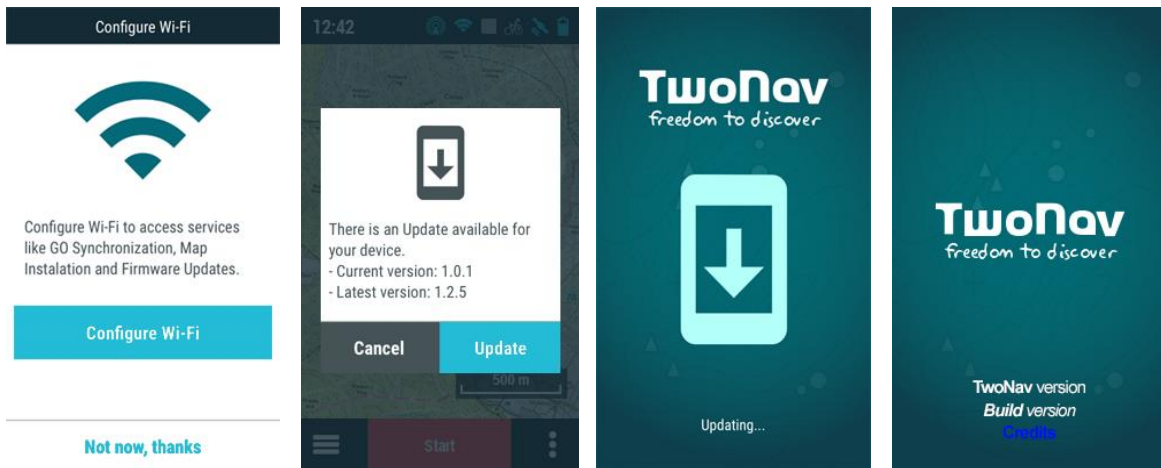 Configure Wi-Fi
Configure Wi-Fi to access services
like GO Synchronization, Map
Instalation and Firmware Updates.
Configure Wi-Fi
Not now, thanks
12:42
There is an Update available for
your device.
- Current version: 1.0.1
- Latest version: 1.2.5
Cancel
Update
500 m
Start
TwoNav
freedom to discover
Updating...
TwoNav
freedom to discover
TwoNav version
Build version
Credits